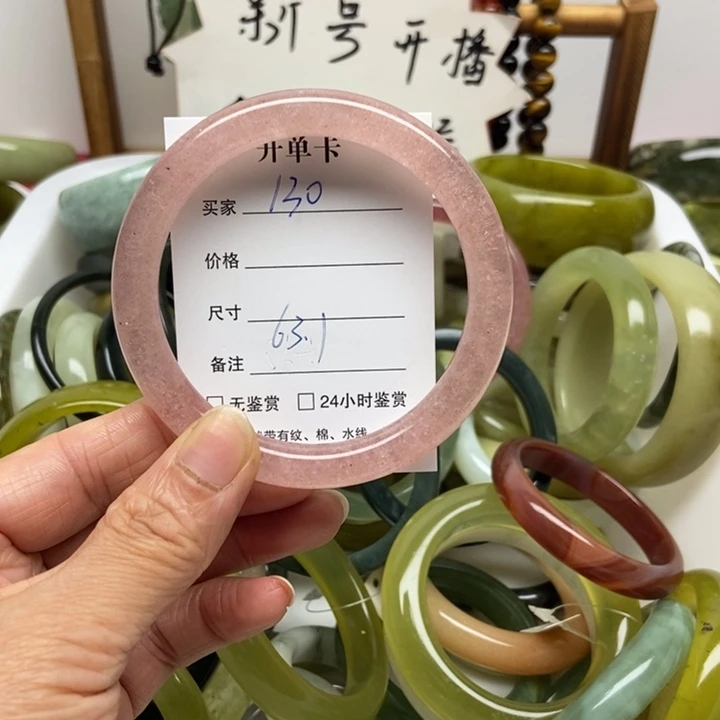 新号开播
开单卡
买家 130
价格
尺寸
63.1
备注
无鉴赏 24小时鉴赏
带有纹、棉、水线